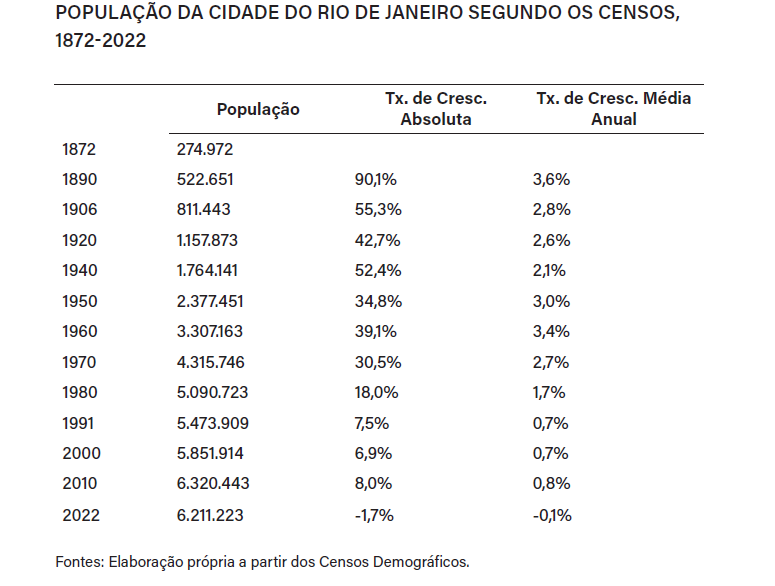 POPULAÇÃO DA CIDADE DO RIO DE JANEIRO SEGUNDO OS CENSOS,
1872-2022
População Tx. de Cresc. Absoluta Tx. de Cresc. Média Anual
1872 274.972
1890 522.651 90,1% 3,6%
1906 811.443 55,3% 2,8%
1920 1.157.873 42,7% 2,6%
1940 1.764.141 52,4% 2,1%
1950 2.377.451 34,8% 3,0%
1960 3.307.163 39,1% 3,4%
1970 4.315.746 30,5% 2,7%
1980 5.090.723 18,0% 1,7%
1991 5.473.909 7,5% 0,7%
2000 5.851.914 6,9% 0,7%
2010 6.320.443 8,0% 0,8%
2022 6.211.223 -1,7% -0,1%
Fontes: Elaboração própria a partir dos Censos Demográficos.